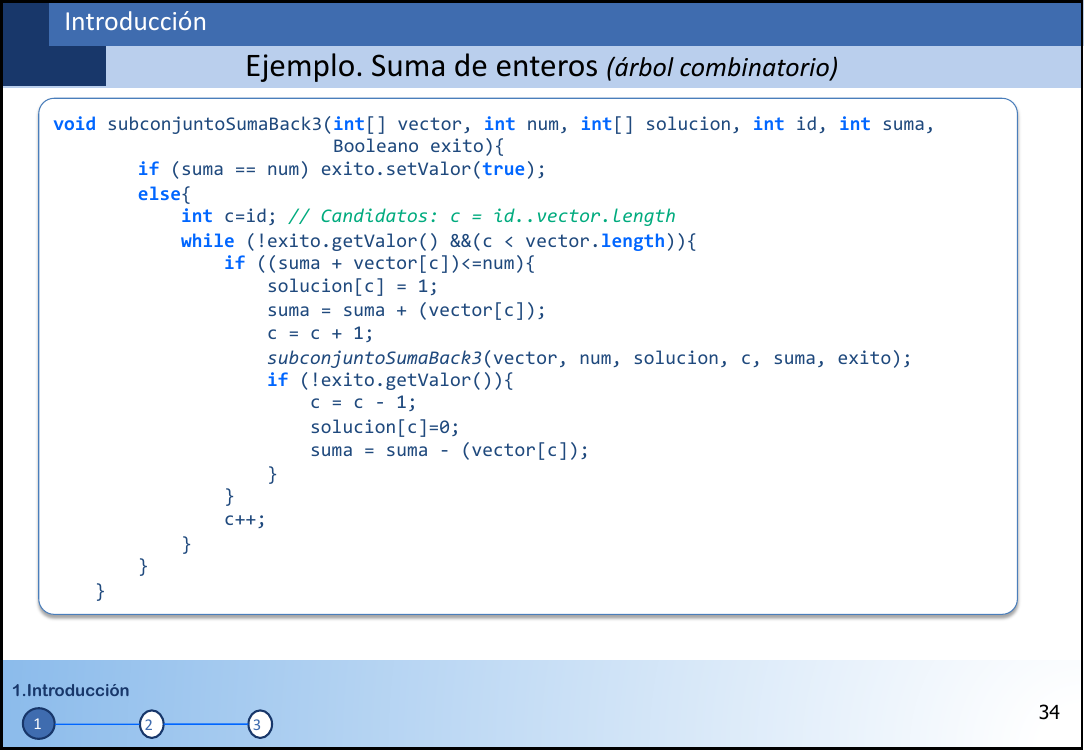 Introducción
Ejemplo. Suma de enteros (árbol combinatorio)
void subconjuntoSumaBack3(int[] vector, int num, int[] solucion, int id, int suma,
Booleano exito){
if (suma == num) exito.setValor(true);
else{
int c=id; // Candidatos: c = id..vector.length
while (!exito.getValor() &&(c < vector.length)){
if ((suma + vector[c])<=num){
solucion[c] = 1;
suma = suma + (vector[c]);
c = c + 1;
subconjuntoSumaBack3(vector, num, solucion, c, suma, exito);
if (!exito.getValor()){
c = c - 1;
solucion[c]=0;
suma = suma - (vector[c]);
}
}
c++;
}
}
}
1.Introducción
1 2 3
34